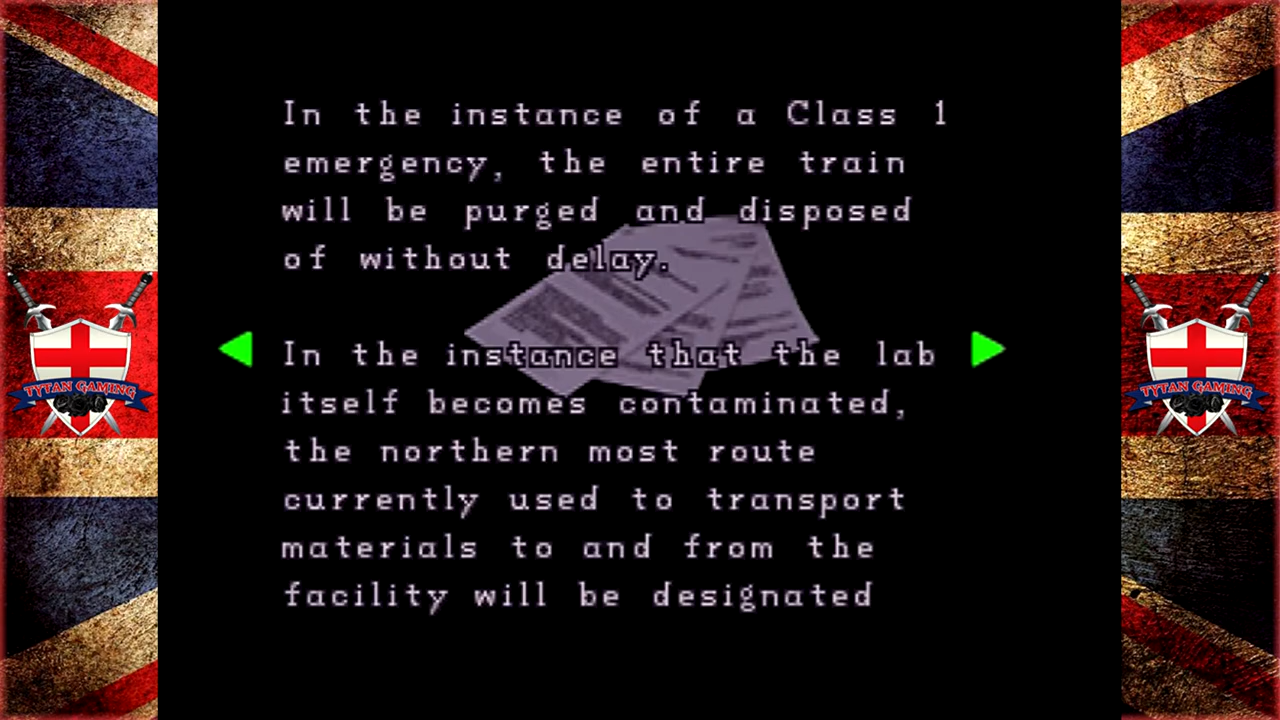 In the instance of a Class 1
emergency, the entire train
will be purged and disposed
of without delay.
In the instance that the lab
itself becomes contaminated,
the northern most route
currently used to transport
materials to and from the
facility will be designated
TYTAN GAMING
TYTAN GAMING